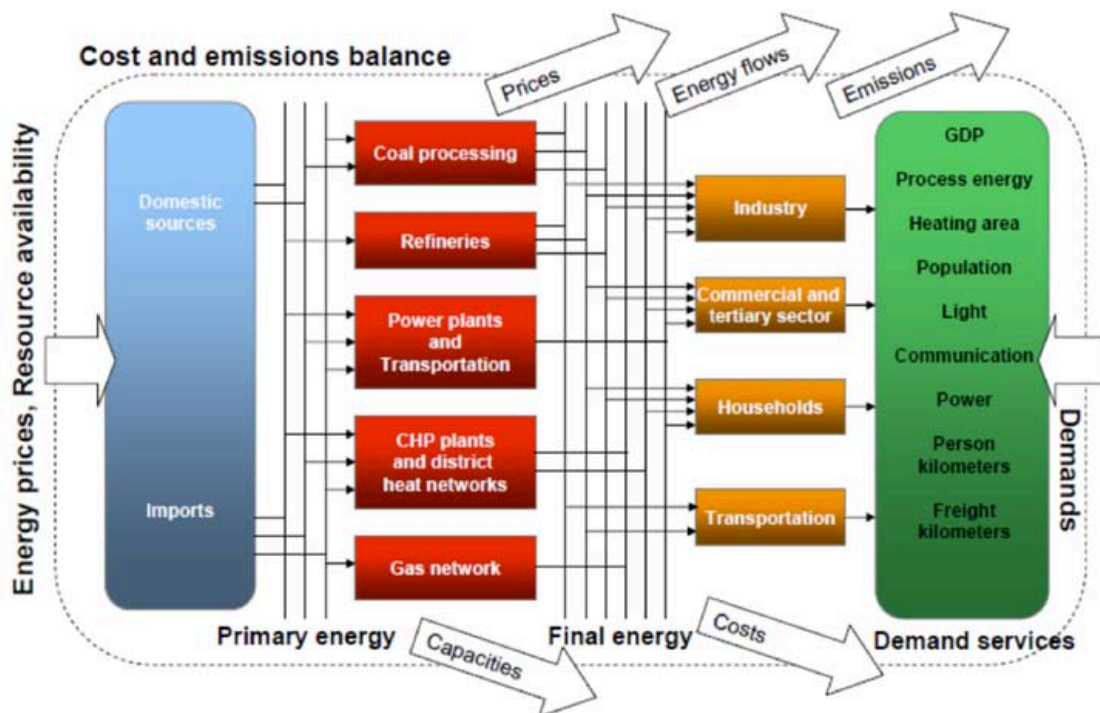 Cost and emissions balance
Prices
Energy flows
Emissions
Energy prices, Resource availability
Domestic
sources
Imports
Primary energy
Coal processing
Refineries
Power plants
and
Transportation
CHP plants
and district
heat networks
Gas network
Capacities
Final energy
Industry
Commercial and
tertiary sector
Households
Transportation
Costs
GDP
Process energy
Heating area
Population
Light
Communication
Power
Person
kilometers
Freight
kilometers
Demand services
Demands